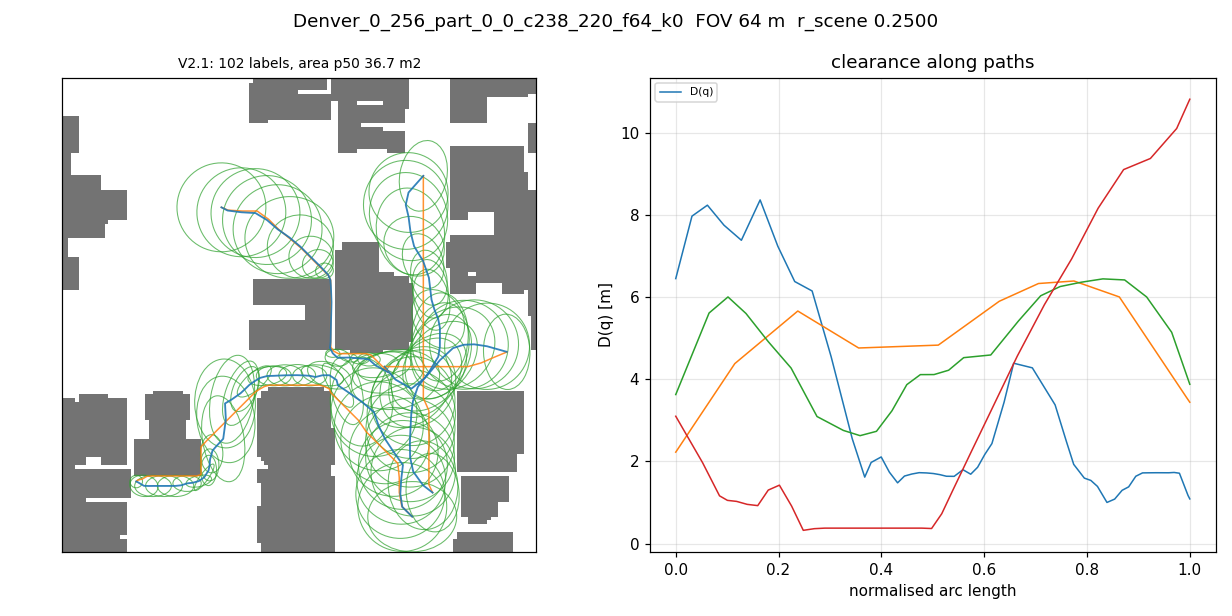 Denver_0_256_part_0_0_c238_220_f64_k0  FOV 64 m  r_scene 0.2500
V2.1: 102 labels, area p50 36.7 m2
clearance along paths
D(q)
D(q) [m]
10
8
6
4
2
0
0.0 0.2 0.4 0.6 0.8 1.0
normalised arc length